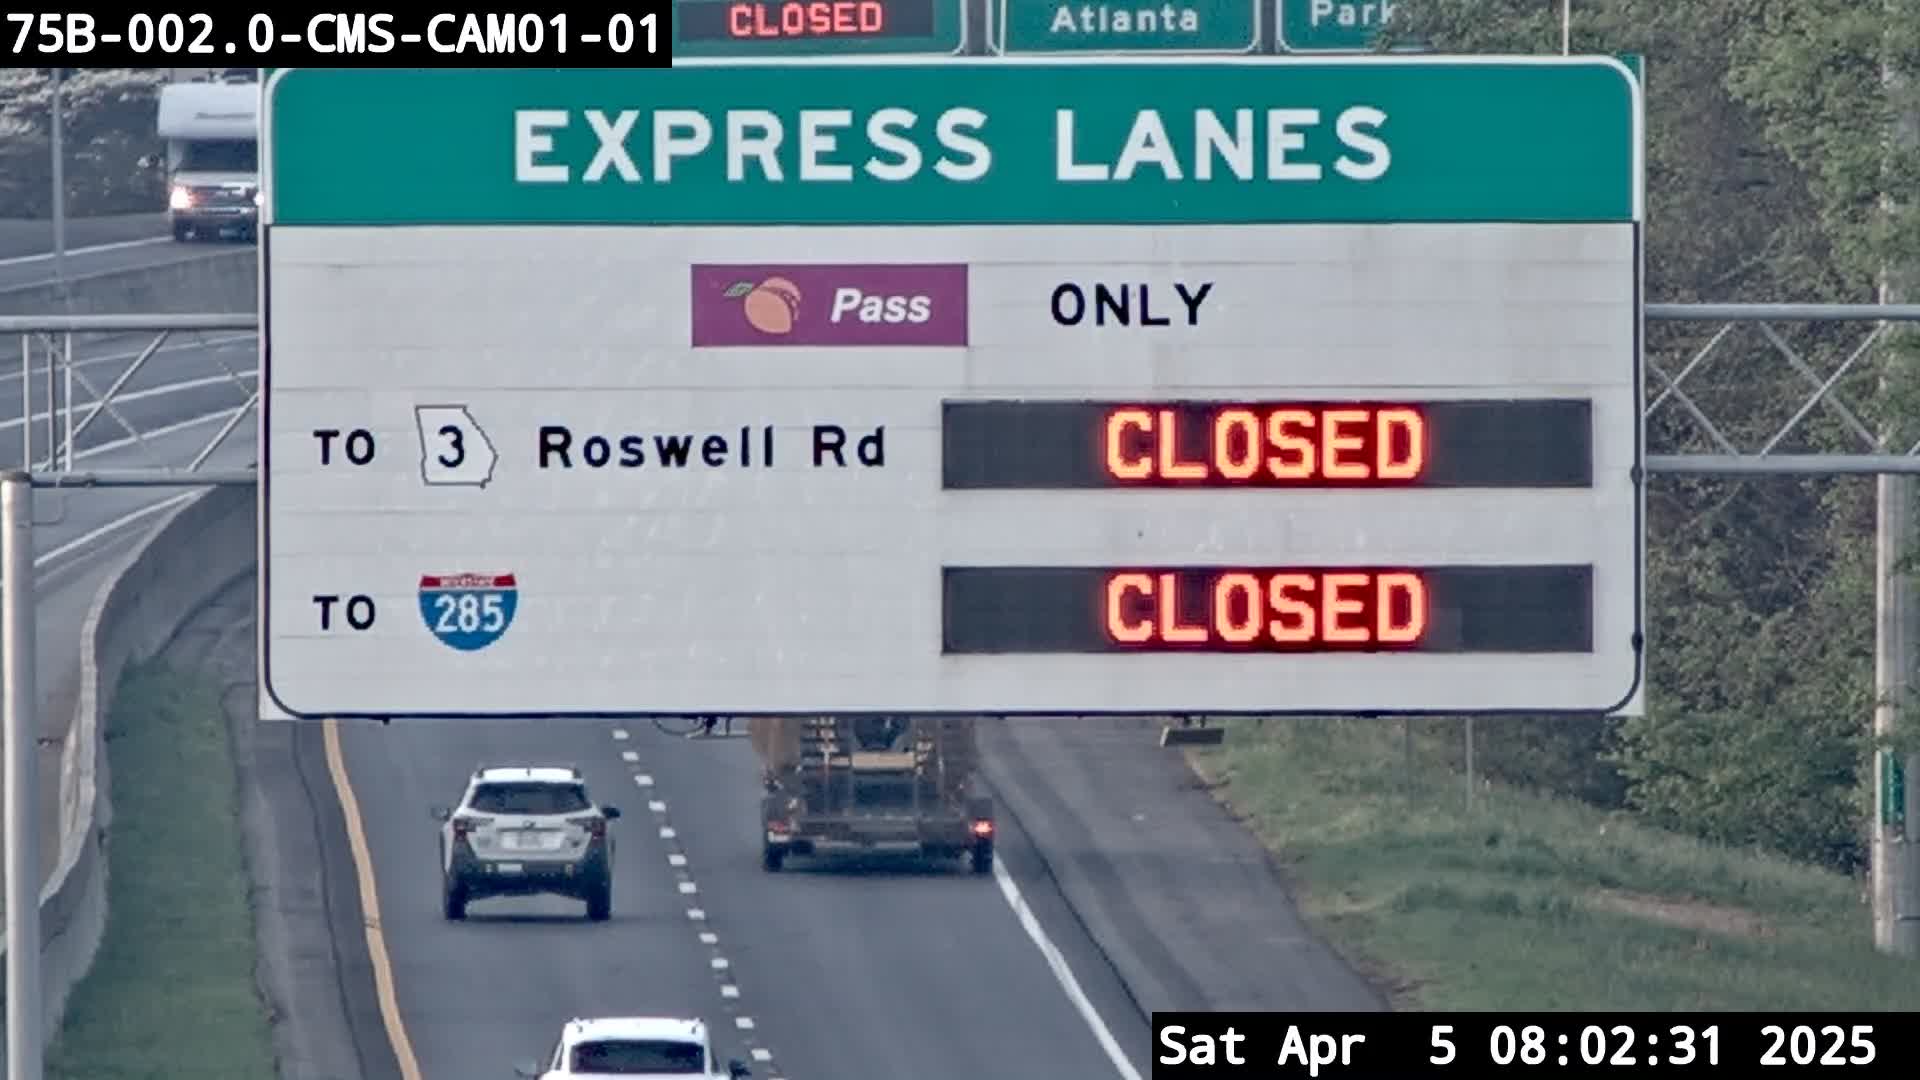 75B-002.0-CMS-CAM01-01
CLOSED
Atlanta
Park
EXPRESS LANES
Pass ONLY
TO 3 Roswell Rd CLOSED
INTERSTATE
TO 285 CLOSED
Sat Apr 5 08:02:31 2025